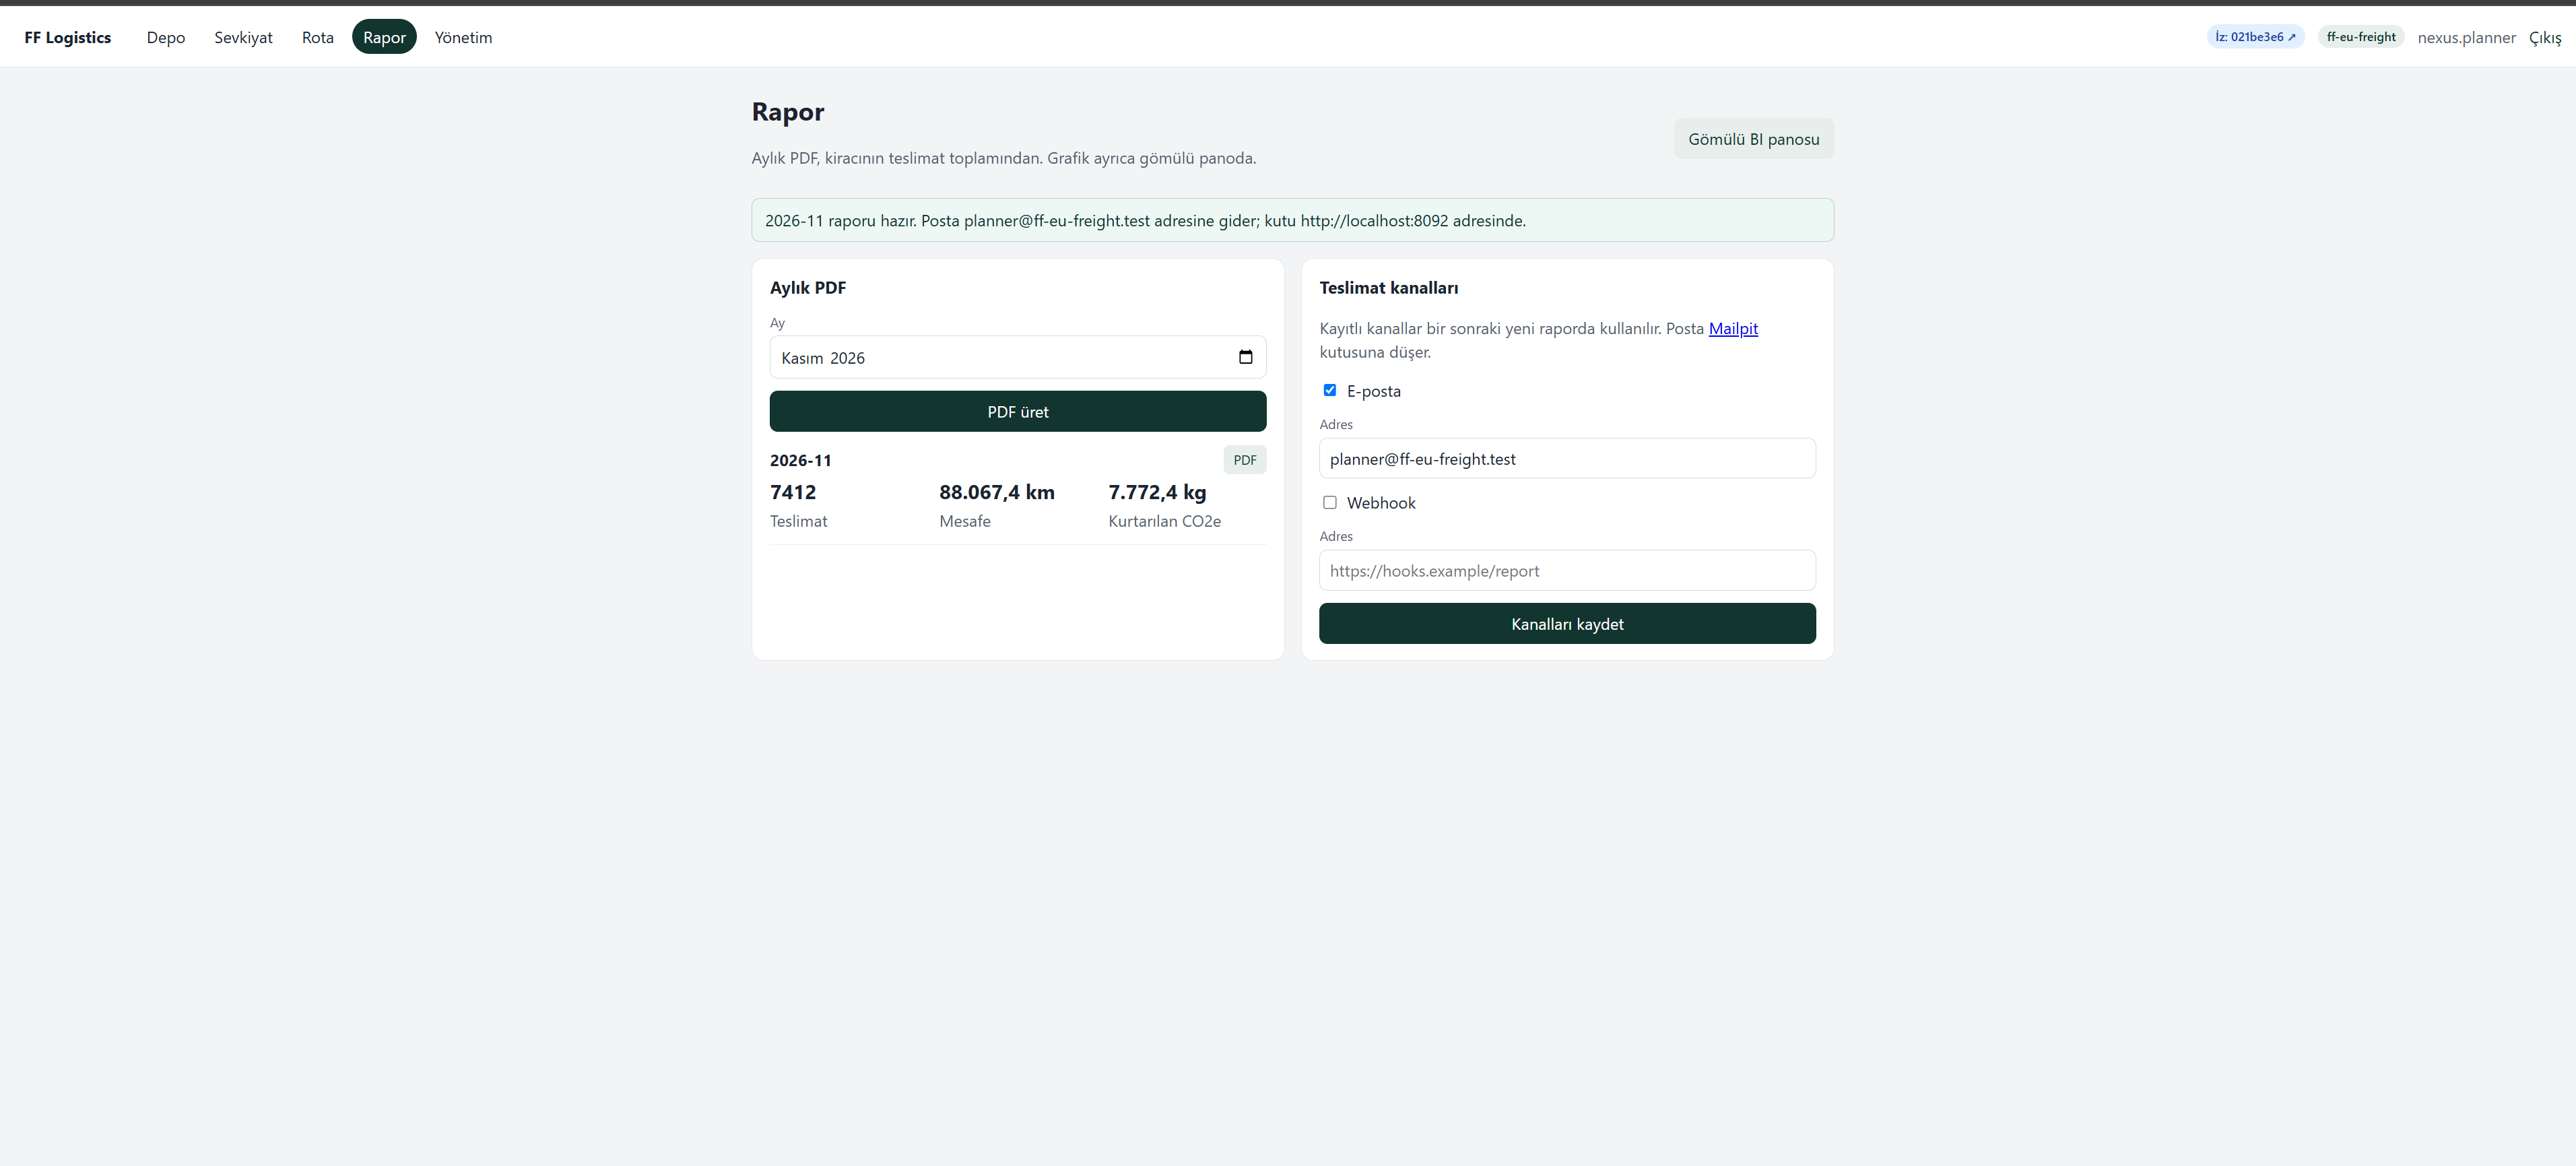 FF Logistics
Depo
Sevkiyat
Rota
Rapor
Yönetim
İz: 021be3e6 ↗
ff-eu-freight
nexus.planner
Çıkış
Rapor
Aylık PDF, kiracının teslimat toplamından. Grafik ayrıca gömülü panoda.
Gömülü BI panosu
2026-11 raporu hazır. Posta planner@ff-eu-freight.test adresine gider; kutu http://localhost:8092 adresinde.
Aylık PDF
Ay
Kasım 2026
PDF üret
2026-11
PDF
7412
88.067,4 km
7.772,4 kg
Teslimat
Mesafe
Kurtarılan CO2e
Teslimat kanalları
Kayıtlı kanallar bir sonraki yeni raporda kullanılır. Posta Mailpit
kutusuna düşer.
E-posta
Adres
planner@ff-eu-freight.test
Webhook
Adres
https://hooks.example/report
Kanalları kaydet